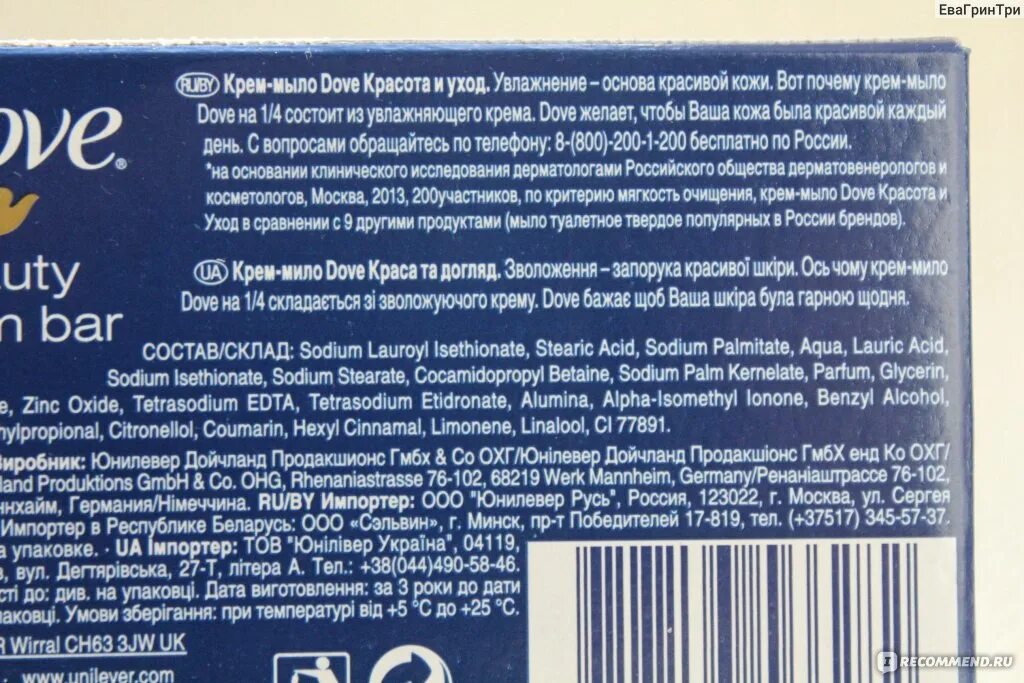 ЕваГринТри
ove®
RU/BY Крем-мыло Dove Красота и уход. Увлажнение – основа красивой кожи. Вот почему крем-мыло
Dove на 1/4 состоит из увлажняющего крема. Dove желает, чтобы Ваша кожа была красивой каждый
день. С вопросами обращайтесь по телефону: 8-(800)-200-1-200 бесплатно по России.
*на основании клинического исследования дерматологами Российского общества дерматовенерологов и
косметологов, Москва, 2013, 200участников, по критерию мягкость очищения, крем-мыло Dove Красота и
Уход в сравнении с 9 другими продуктами (мыло туалетное твердое популярных в России брендов).
uty
m bar
UA Крем-мило Dove Краса та догляд. Зволоження – запорука красивої шкіри. Ось чому крем-мило
Dove на 1/4 складається зі зволожуючого крему. Dove бажає щоб Ваша шкіра була гарною щодня.
СОСТАВ/СКЛАД: Sodium Lauroyl Isethionate, Stearic Acid, Sodium Palmitate, Aqua, Lauric Acid,
Sodium Isethionate, Sodium Stearate, Cocamidopropyl Betaine, Sodium Palm Kernelate, Parfum, Glycerin,
e, Zinc Oxide, Tetrasodium EDTA, Tetrasodium Etidronate, Alumina, Alpha-Isomethyl Ionone, Benzyl Alcohol,
hylpropional, Citronellol, Coumarin, Hexyl Cinnamal, Limonene, Linalool, CI 77891.
Виробник: Юнилевер Дойчланд Продакшионс Гмбх & Co ОХГ/Юнілевер Дойчланд Продакшіонс ГмбХ енд Ко ОХГ/
land Produktions GmbH & Co. OHG, Rhenaniastrasse 76-102, 68219 Werk Mannheim, Germany/Ренаніаштрассе 76-102,
ннхайм, Германия/Німеччина. RU/BY Импортер: ООО "Юнилевер Русь", Россия, 123022, г. Москва, ул. Сергея
Импортер в Республике Беларусь: ООО «Сэльвин», г. Минск, пр-т Победителей 17-819, тел. (+37517) 345-57-37.
а упаковке. · UA Імпортер: ТОВ "Юнілівер Україна", 04119,
в, вул. Дегтярівська, 27-Т, літера А. Тел.: +38(044)490-58-46.
сті до: див. на упаковці. Дата виготовлення: за 3 роки до дати
паковці. Умови зберігання: при температурі від +5 °С до +25 °С.
R Wirral CH63 3JW UK
www.unilever.com
RECOMMEND.RU